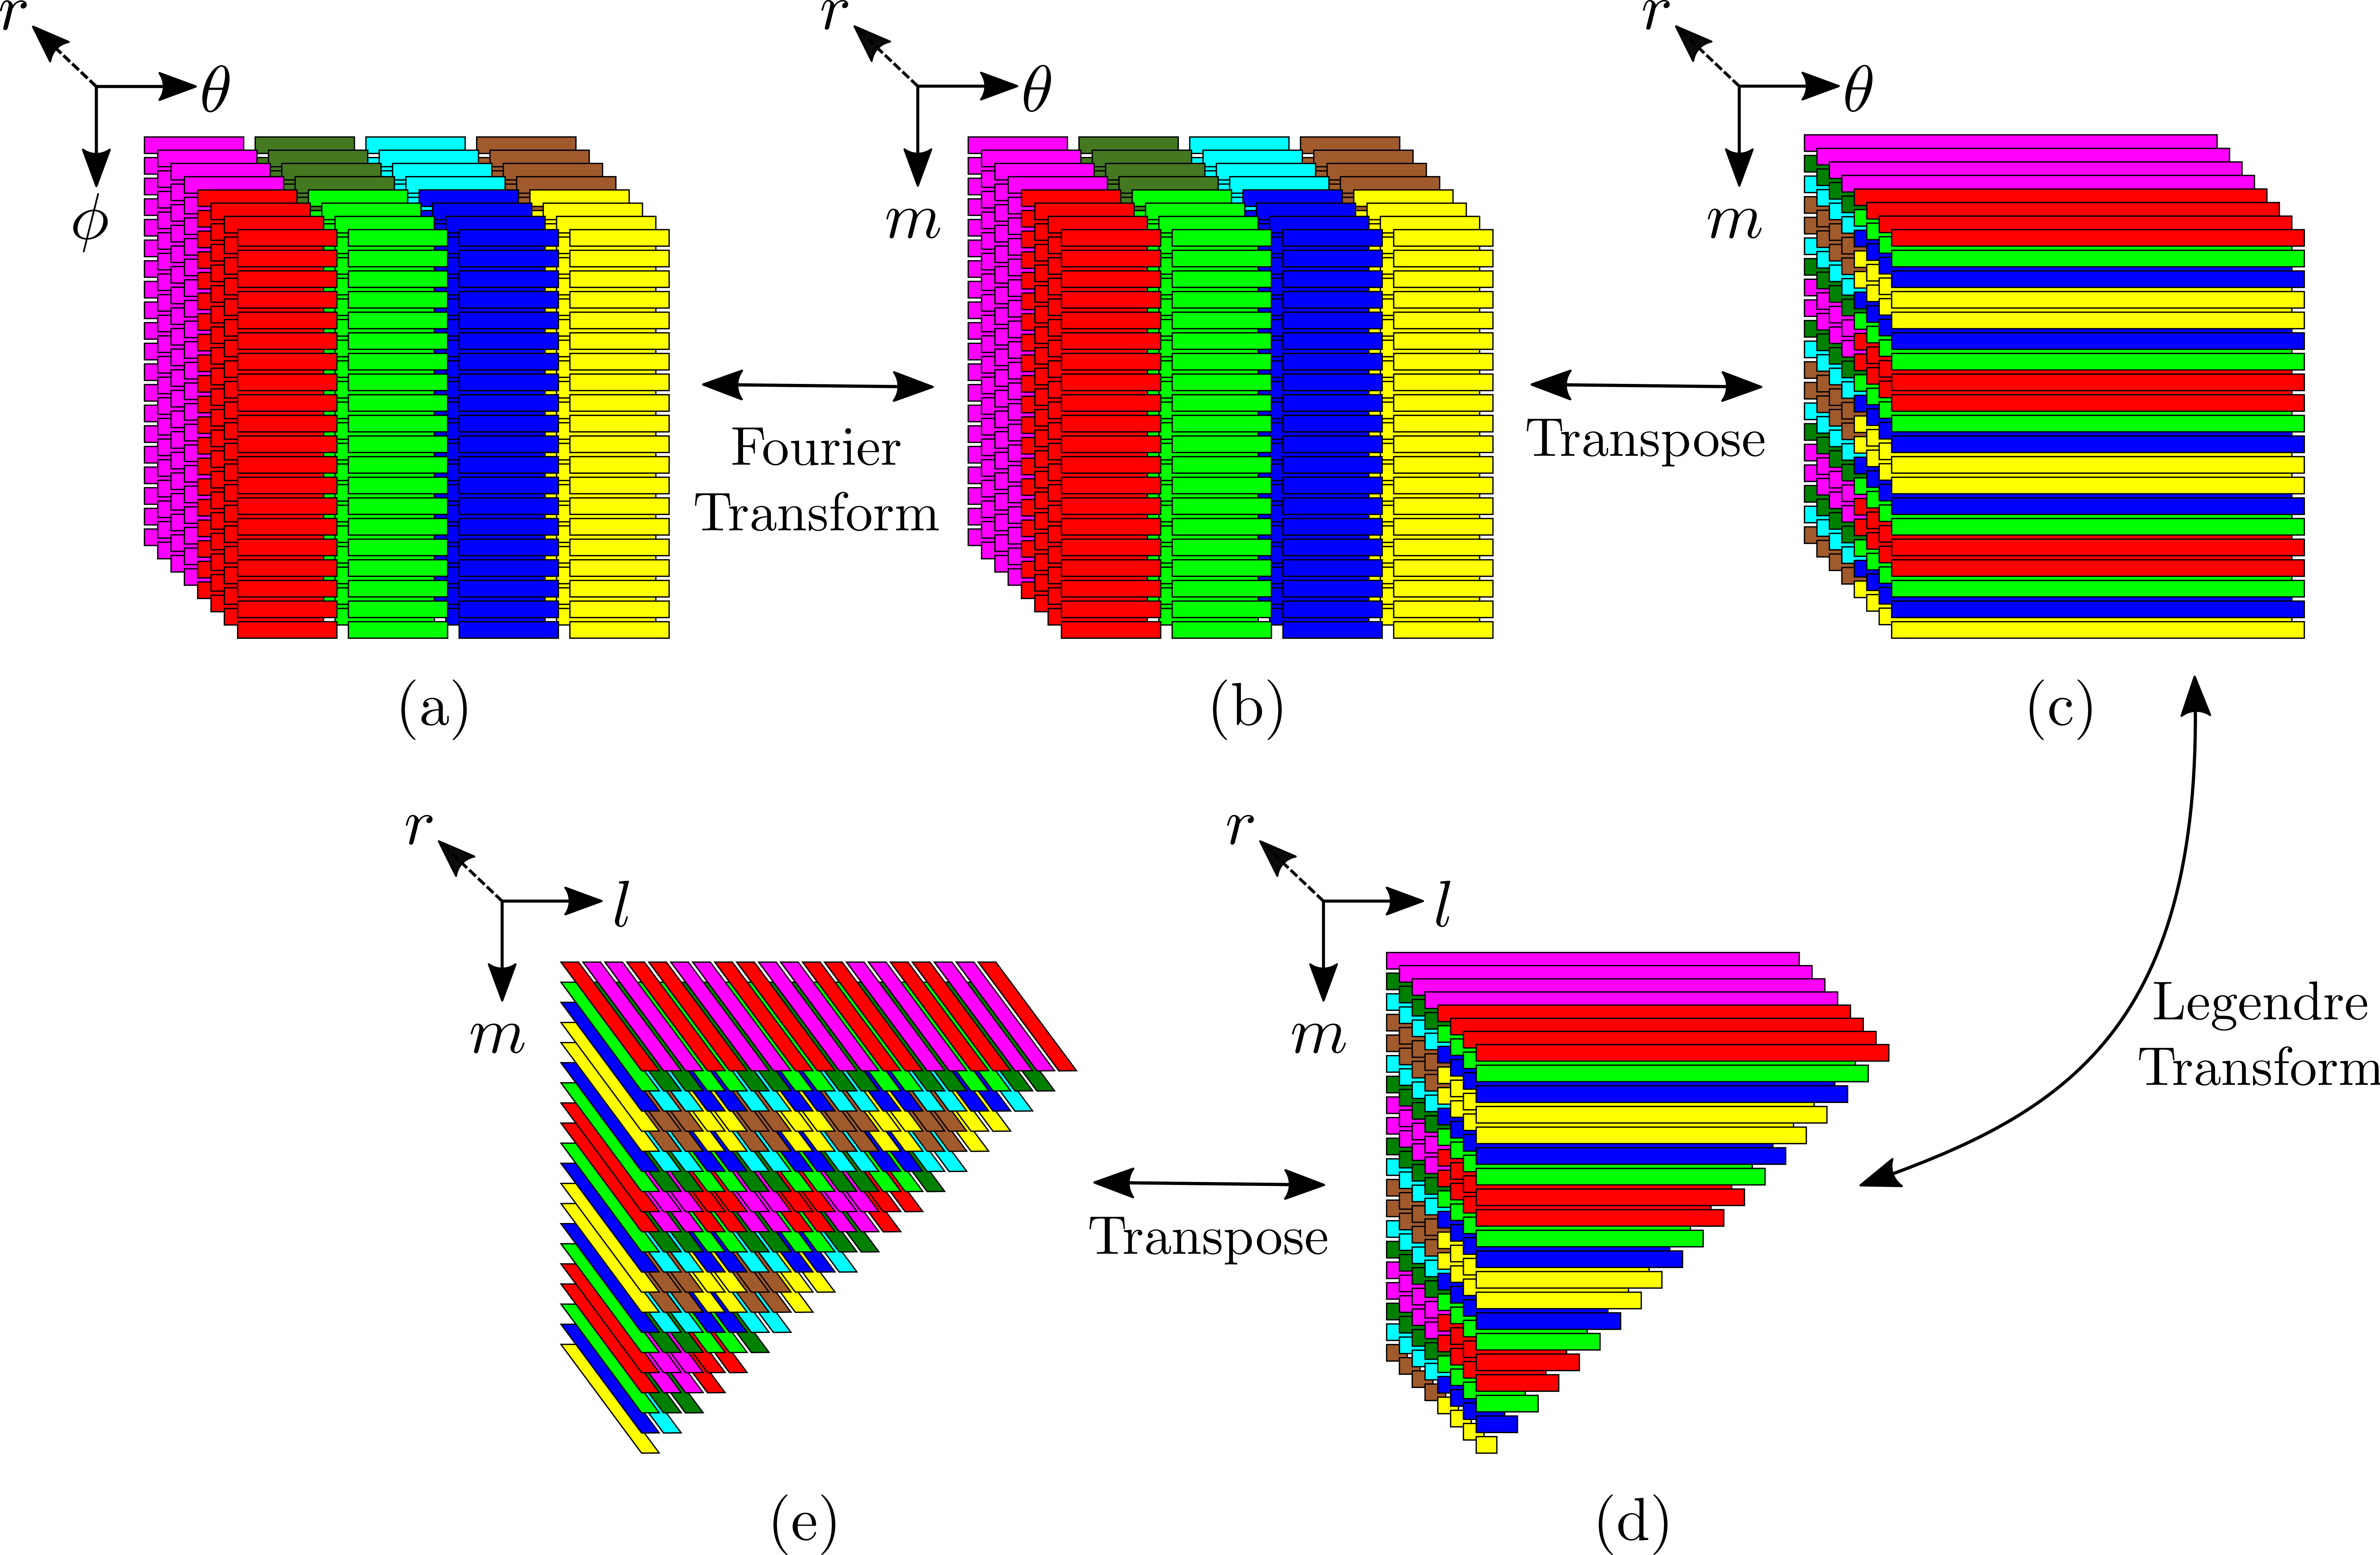 r
θ
ϕ
r
θ
m
r
θ
m
Fourier
Transform
Transpose
(a)
(b)
(c)
r
l
m
r
l
m
Legendre
Transform
Transpose
(e)
(d)